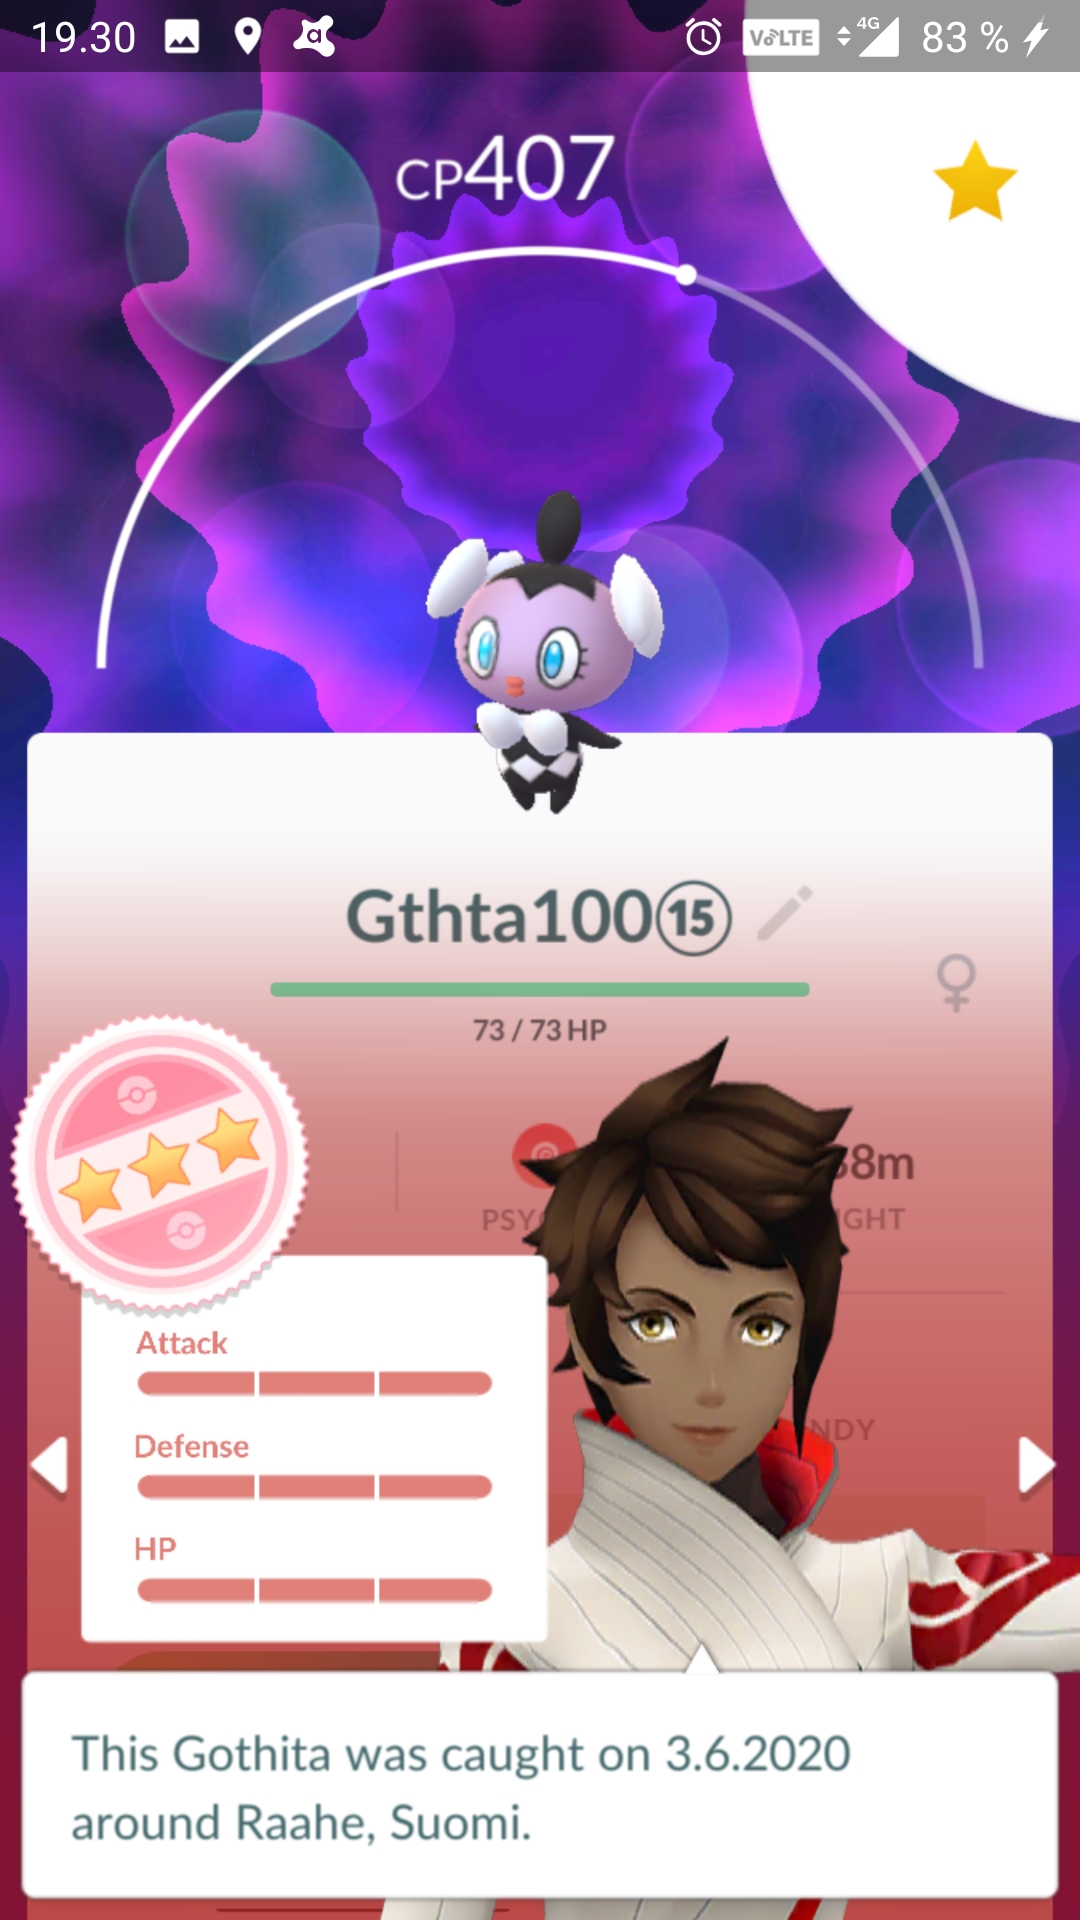 19.30 VoLTE 4G 83 %
CP407
Gthta100⑮
73 / 73 HP
8m
PSY GHT
Attack
NDY
Defense
HP
This Gothita was caught on 3.6.2020
around Raahe, Suomi.